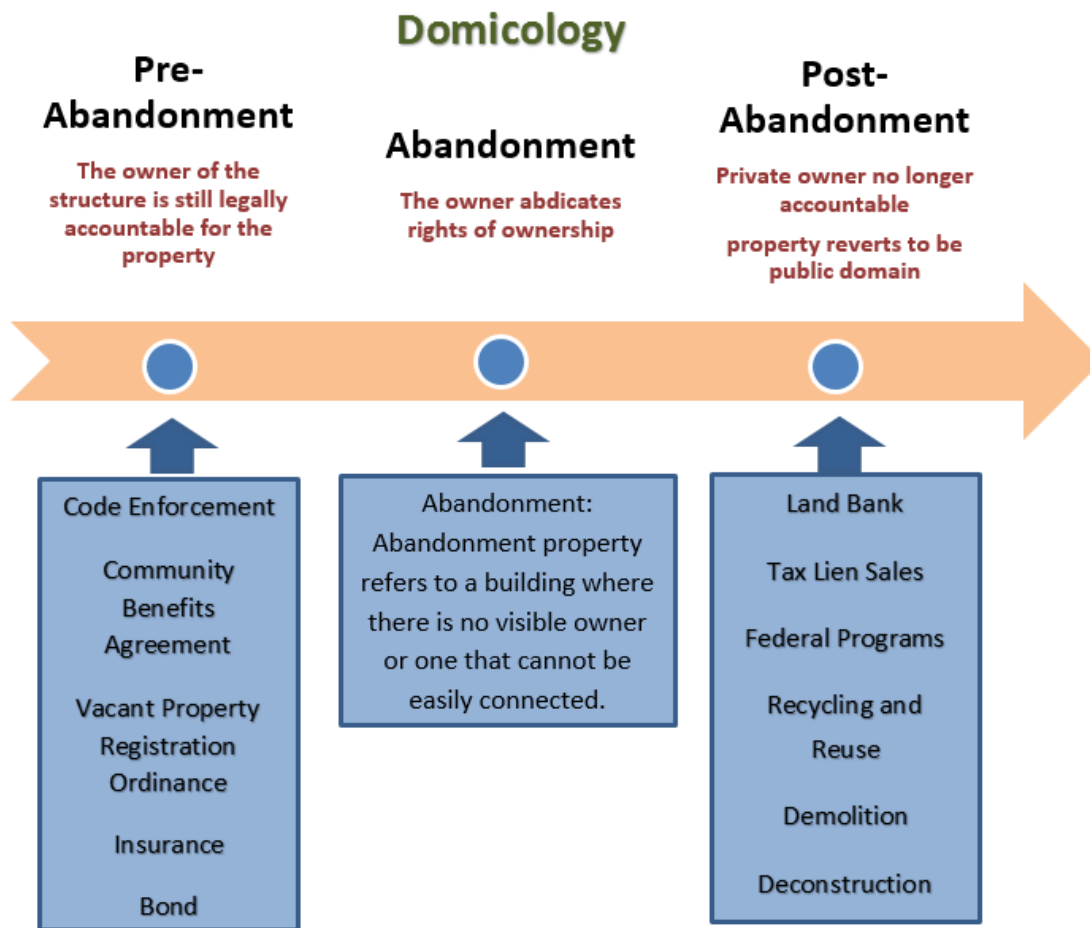 Domicology
Pre-
Abandonment
The owner of the
structure is still legally
accountable for the
property
Abandonment
The owner abdicates
rights of ownership
Post-
Abandonment
Private owner no longer
accountable
property reverts to be
public domain
Code Enforcement
Community
Benefits
Agreement
Vacant Property
Registration
Ordinance
Insurance
Bond
Abandonment:
Abandonment property
refers to a building where
there is no visible owner
or one that cannot be
easily connected.
Land Bank
Tax Lien Sales
Federal Programs
Recycling and
Reuse
Demolition
Deconstruction